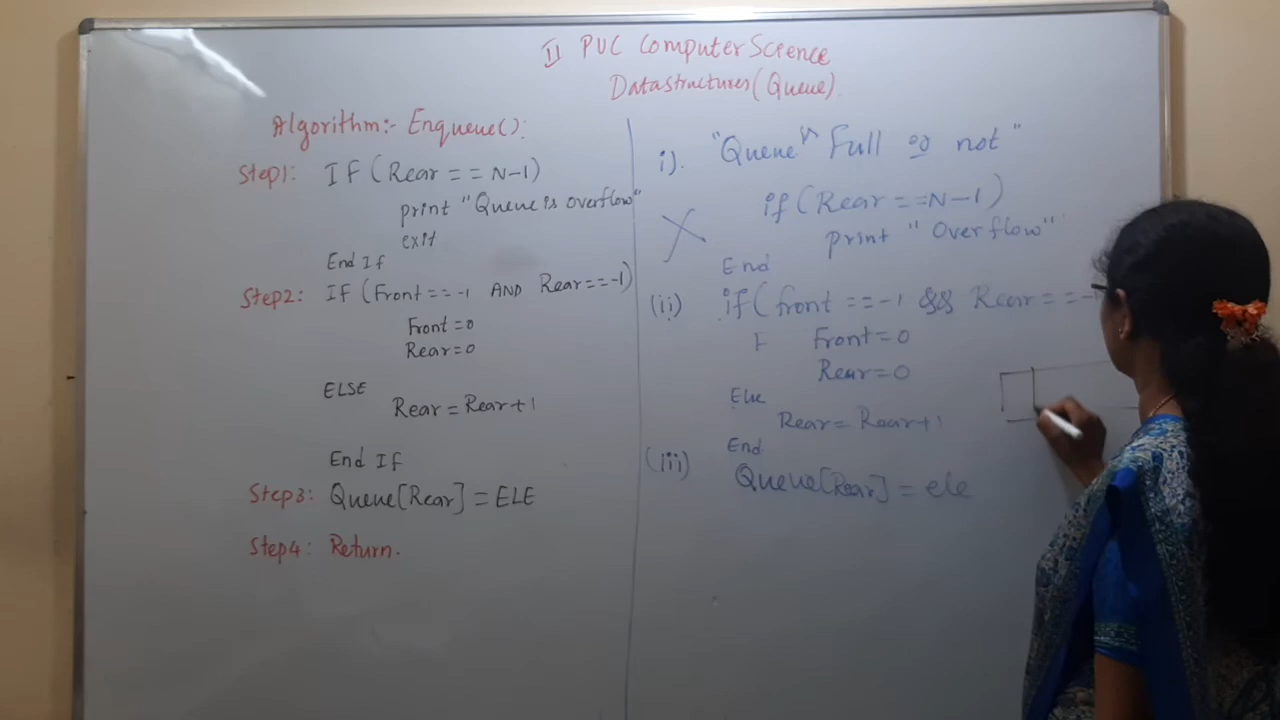 II PUC Computer Science
Datastructures (Queue).
Algorithm:- Enqueue():
Step1: IF (Rear == N-1)
print "Queue is overflow"
exit
End If
Step2: IF (Front == -1 AND Rear == -1)
Front = 0
Rear = 0
ELSE
Rear = Rear + 1
End IF
Step3: Queue[Rear] = ELE
Step4: Return.
i). "Queue" Full or not"
if (Rear == N-1)
print "Overflow"
End
(ii) if (front == -1 && Rear == -1
Front = 0
Rear = 0
Else
Rear = Rear + 1
End
(iii) Queue[Rear] = ele